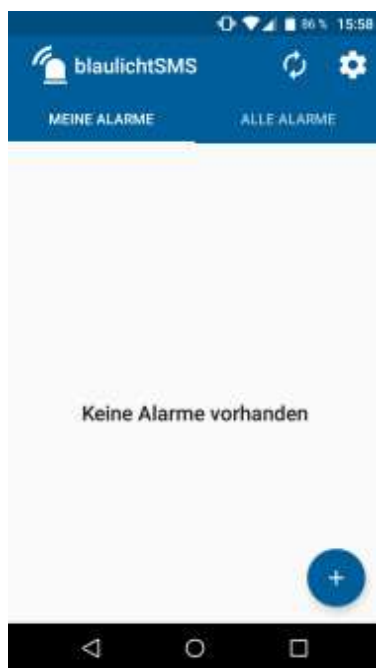 86 % 15:58
blaulichtSMS
MEINE ALARME ALLE ALARME
Keine Alarme vorhanden
+